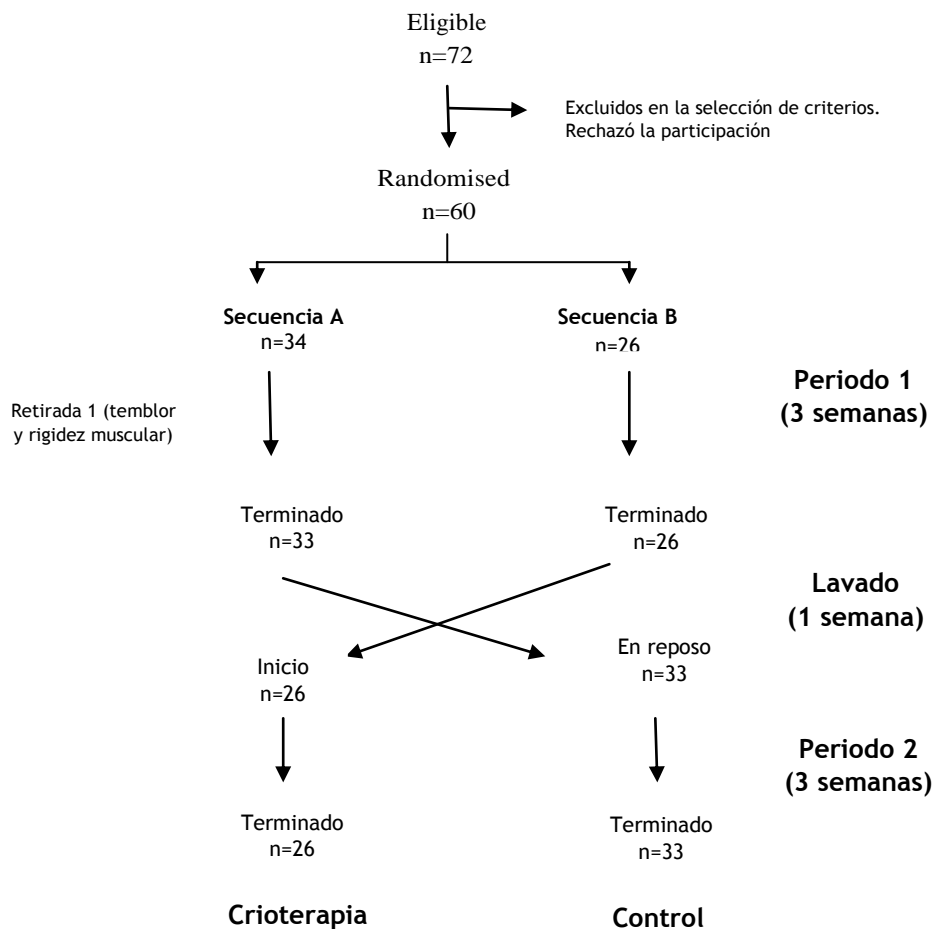 Eligible
n=72
Excluidos en la selección de criterios.
Rechazó la participación
Randomised
n=60
Secuencia A
n=34
Secuencia B
n=26
Periodo 1
(3 semanas)
Retirada 1 (temblor
y rigidez muscular)
Terminado
n=33
Terminado
n=26
Lavado
(1 semana)
Inicio
n=26
En reposo
n=33
Periodo 2
(3 semanas)
Terminado
n=26
Terminado
n=33
Crioterapia
Control